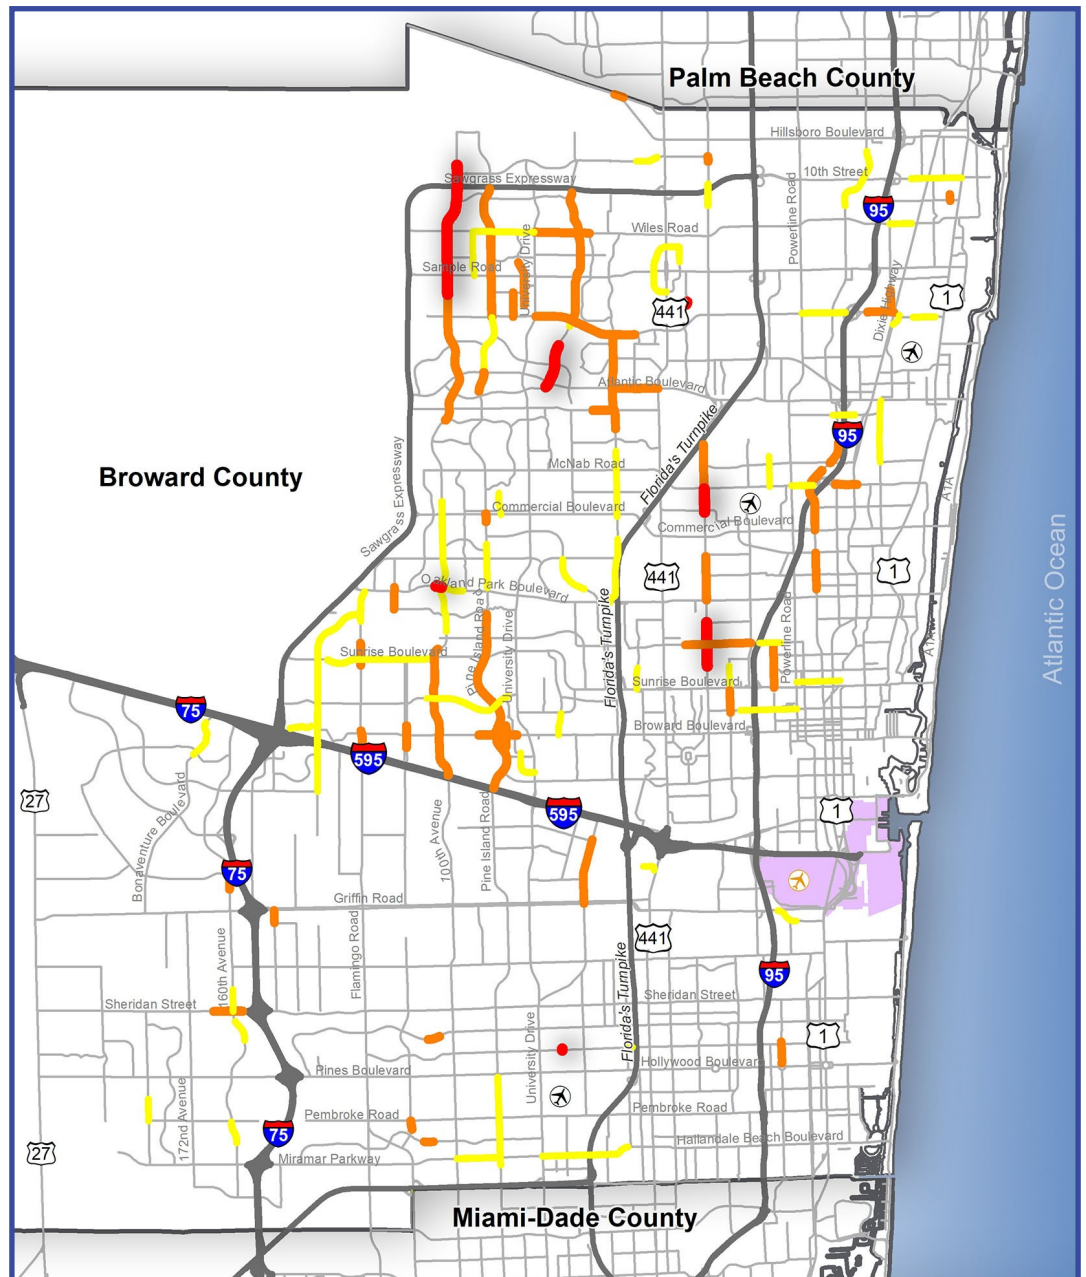 Palm Beach County
Hillsboro Boulevard
10th Street
Sawgrass Expressway
95
Powerline Road
Wiles Road
University Drive
Sample Road
Dixie Highway
1
441
Atlantic Boulevard
Florida's Turnpike
95
McNab Road
Broward County
Sawgrass Expressway
A1A
Commercial Boulevard
Commercial Boulevard
441
1
Oakland Park Boulevard
Atlantic Ocean
Pine Island Road
University Drive
Florida's Turnpike
Powerline Road
A1A
Sunrise Boulevard
Sunrise Boulevard
75
Broward Boulevard
595
27
595
1
Bonaventure Boulevard
100th Avenue
Pine Island Road
75
Griffin Road
441
160th Avenue
Flamingo Road
95
Florida's Turnpike
Sheridan Street
Sheridan Street
University Drive
1
Hollywood Boulevard
Pines Boulevard
172nd Avenue
Pembroke Road
Pembroke Road
75
Hallandale Beach Boulevard
27
Miramar Parkway
Miami-Dade County